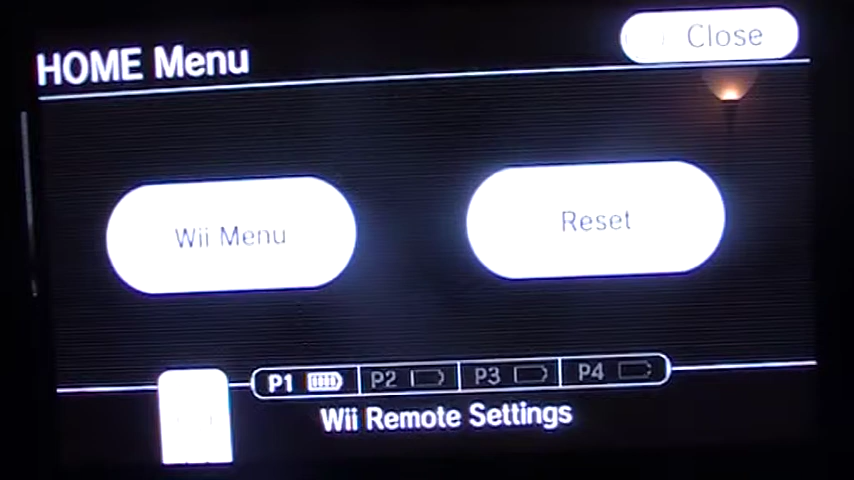 HOME Menu
Close
Wii Menu
Reset
P1 P2 P3 P4
Wii Remote Settings